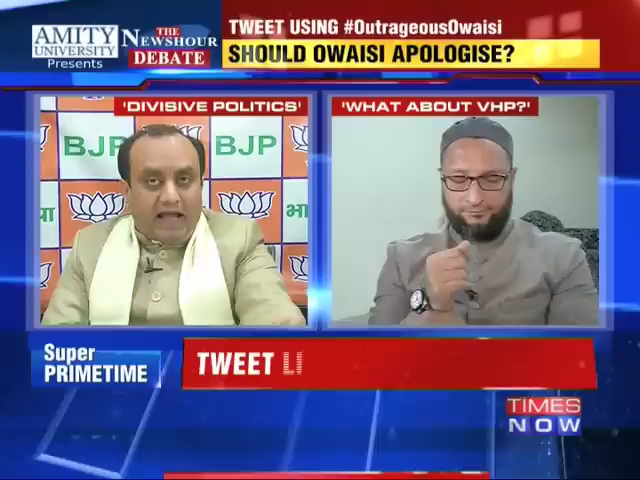 AMITY
UNIVERSITY
Presents
THE
NEWSHOUR
DEBATE
TWEET USING #OutrageousOwaisi
SHOULD OWAISI APOLOGISE?
'DIVISIVE POLITICS'
'WHAT ABOUT VHP?'
BJP
BJP
Super
PRIMETIME
TWEET LI
TIMES
NOW